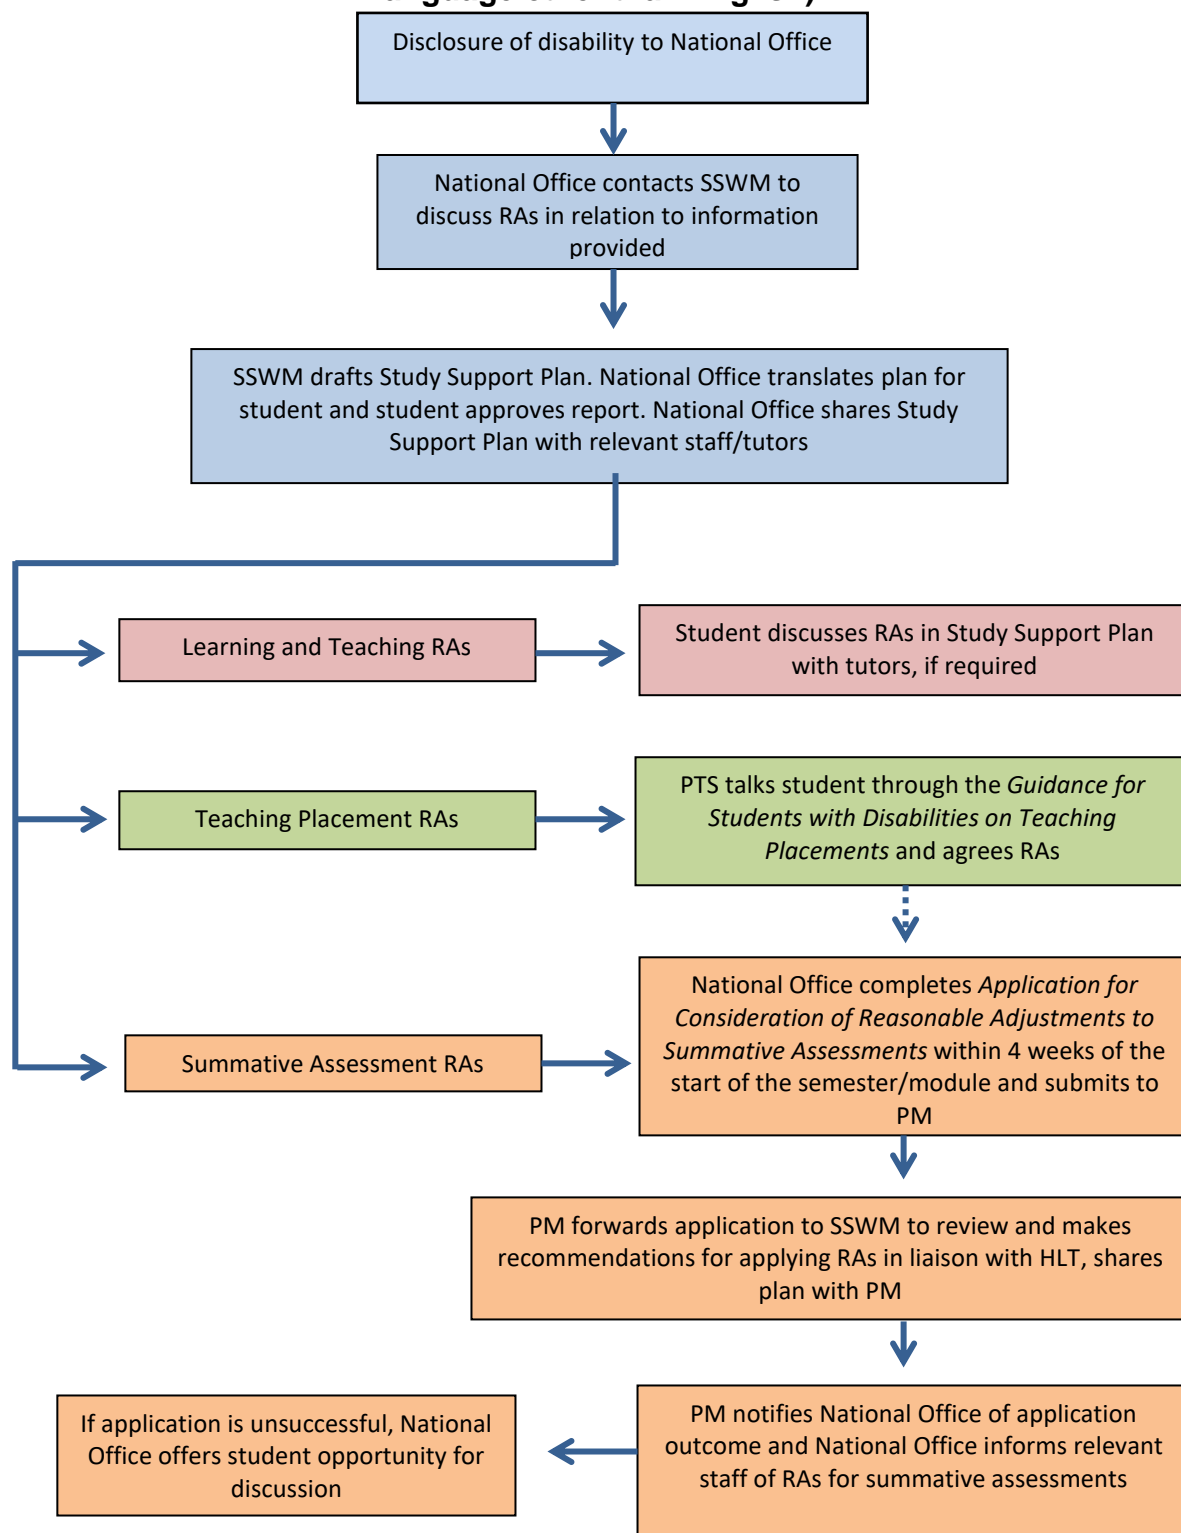 Disclosure of disability to National Office
National Office contacts SSWM to
discuss RAs in relation to information
provided
SSWM drafts Study Support Plan. National Office translates plan for
student and student approves report. National Office shares Study
Support Plan with relevant staff/tutors
Learning and Teaching RAs
Student discusses RAs in Study Support Plan
with tutors, if required
Teaching Placement RAs
PTS talks student through the Guidance for
Students with Disabilities on Teaching
Placements and agrees RAs
Summative Assessment RAs
National Office completes Application for
Consideration of Reasonable Adjustments to
Summative Assessments within 4 weeks of the
start of the semester/module and submits to
PM
PM forwards application to SSWM to review and makes
recommendations for applying RAs in liaison with HLT, shares
plan with PM
PM notifies National Office of application
outcome and National Office informs relevant
staff of RAs for summative assessments
If application is unsuccessful, National
Office offers student opportunity for
discussion